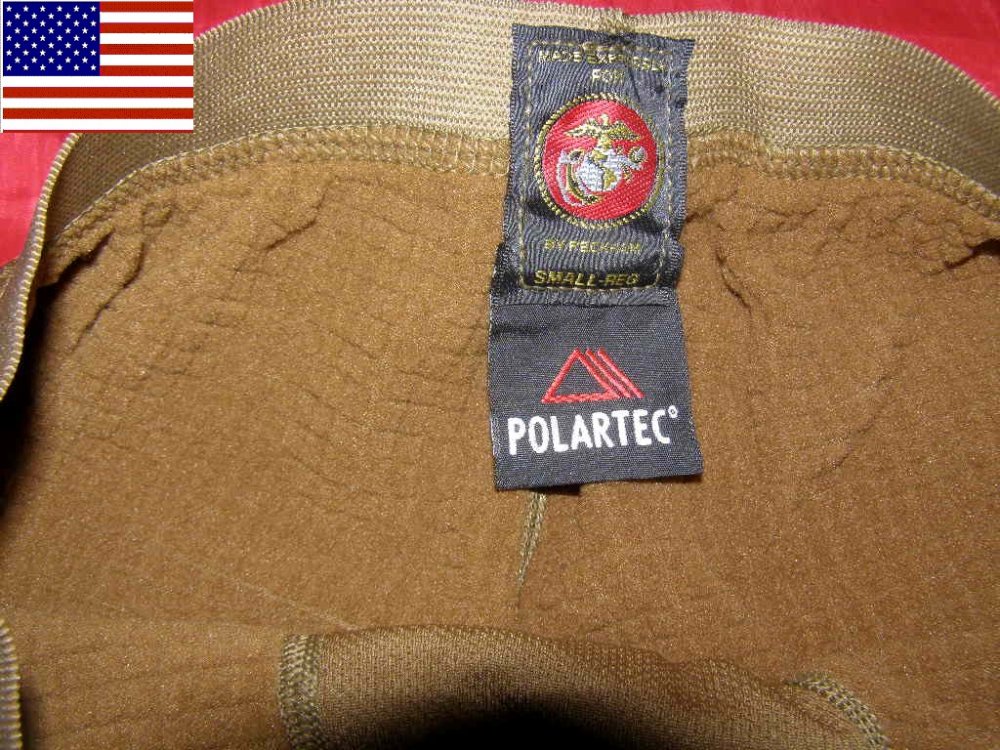 MADE EXPRESSLY
FOR
BY PECKHAM
SMALL-REG
POLARTEC®